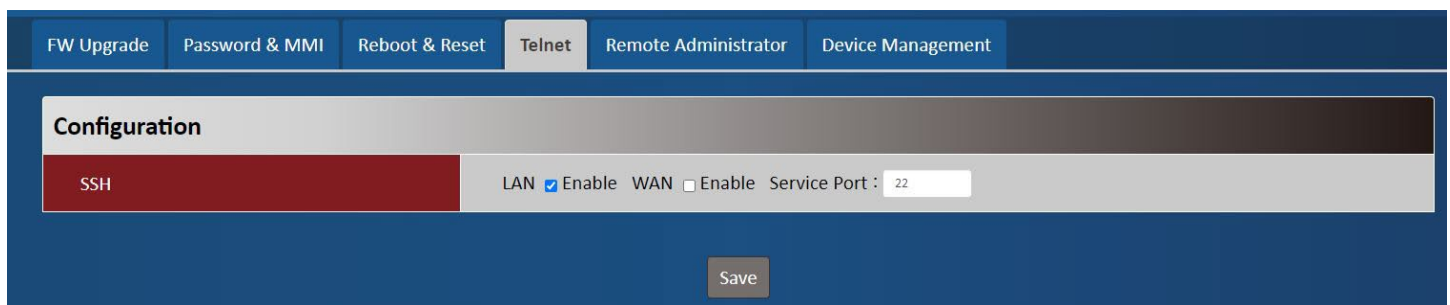 FW Upgrade Password & MMI Reboot & Reset Telnet Remote Administrator Device Management
Configuration
SSH LAN Enable WAN Enable Service Port : 22
Save